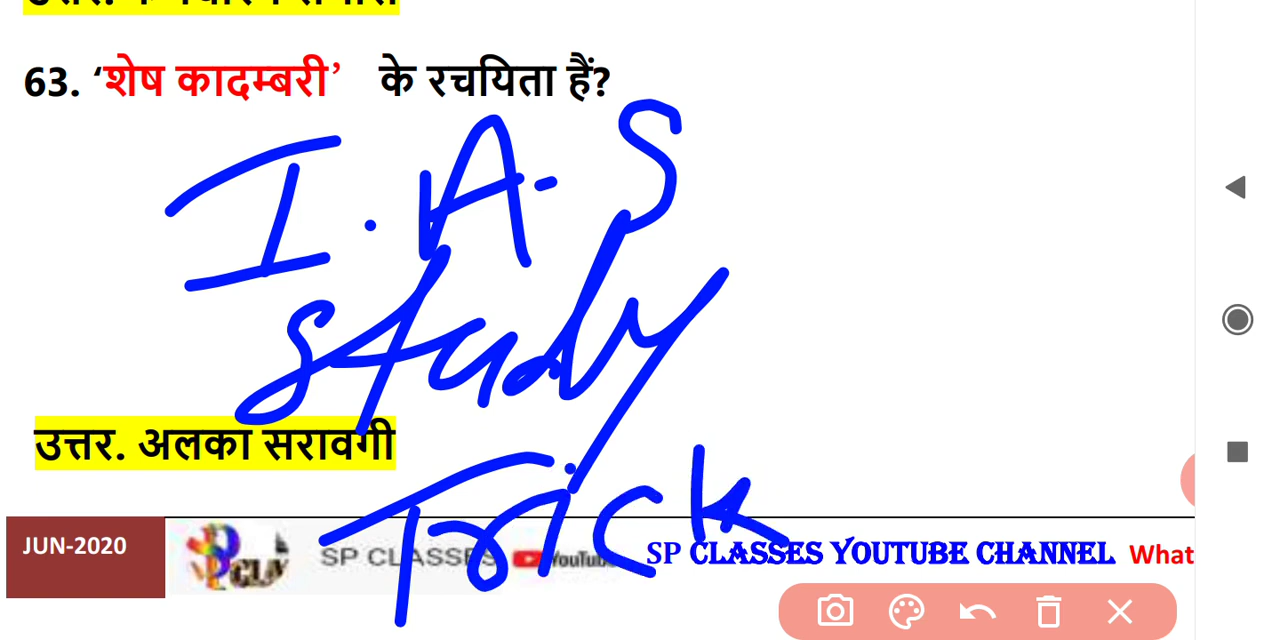 63. ‘शेष कादम्बरी’ के रचयिता हैं?
I.A.S
study
Trick
उत्तर. अलका सरावगी
JUN-2020
SP CLASSES YouTube SP CLASSES YOUTUBE CHANNEL What